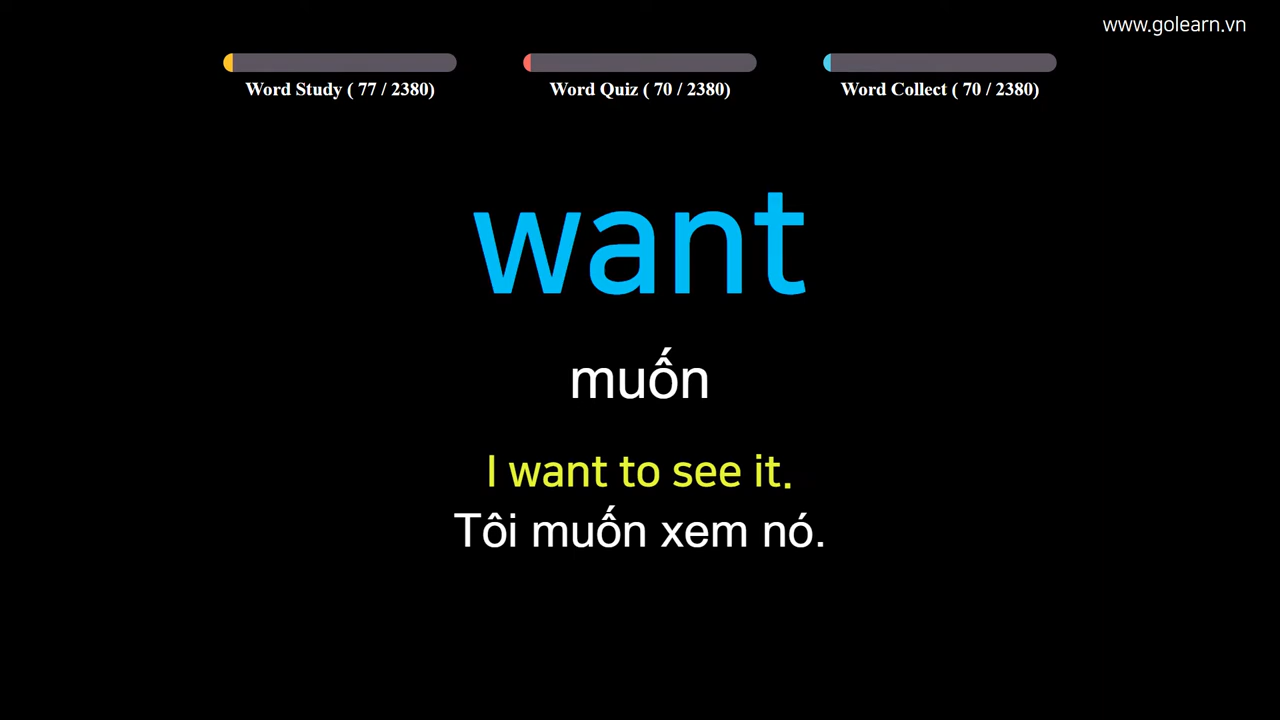 www.golearn.vn
Word Study ( 77 / 2380)
Word Quiz ( 70 / 2380)
Word Collect ( 70 / 2380)
want
muốn
I want to see it.
Tôi muốn xem nó.